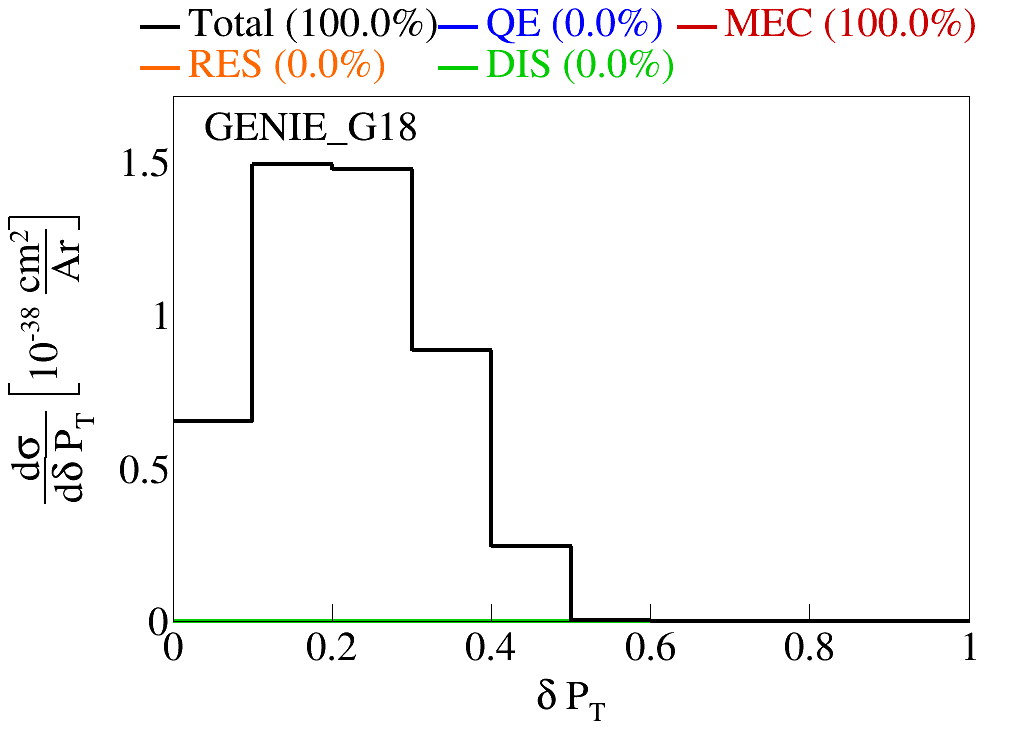 Total (100.0%) QE (0.0%) MEC (100.0%)
RES (0.0%) DIS (0.0%)
GENIE_G18
1.5
1
0.5
0
0 0.2 0.4 0.6 0.8 1
δ P_T
dσ/dδ P_T [10^-38 cm^2/Ar]